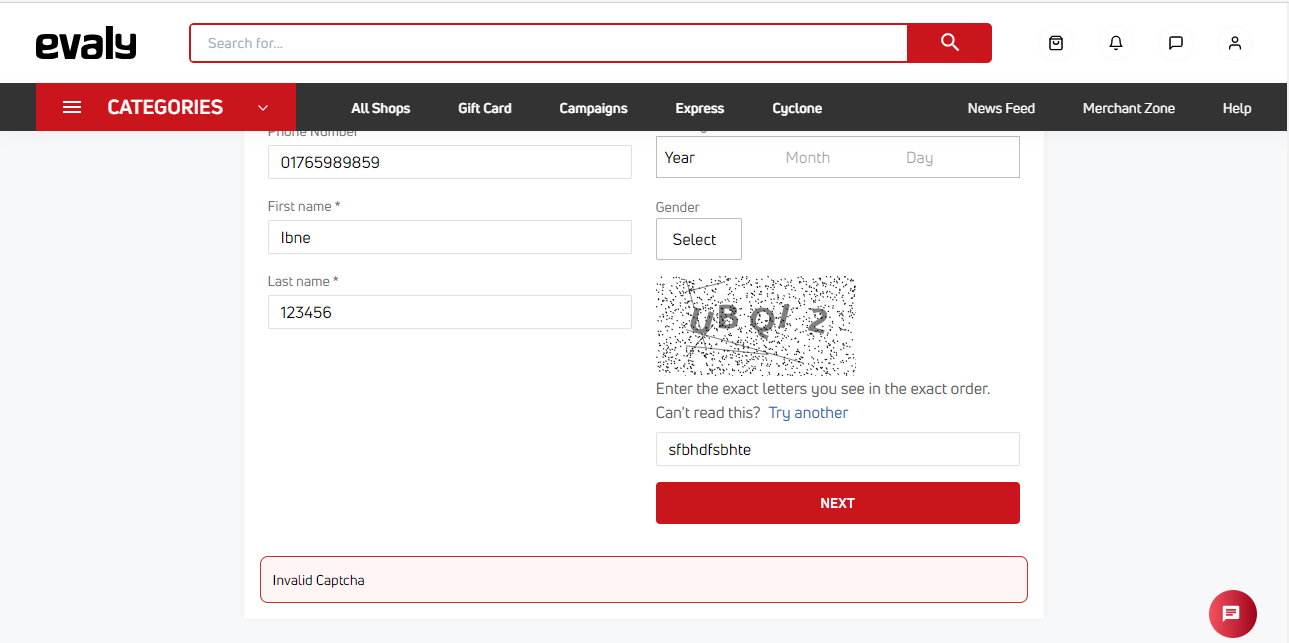 evaly
Search for...
CATEGORIES
All Shops
Gift Card
Campaigns
Express
Cyclone
News Feed
Merchant Zone
Help
Phone Number
01765989859
First name *
Ibne
Last name *
123456
Year Month Day
Gender
Select
Enter the exact letters you see in the exact order.
Can't read this? Try another
sfbhdfsbhte
NEXT
Invalid Captcha